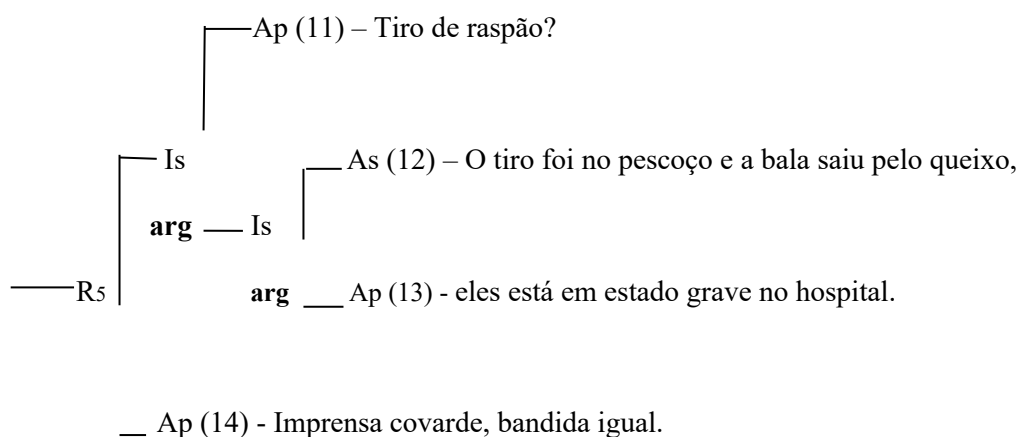 Ap (11) – Tiro de raspão?
Is
As (12) – O tiro foi no pescoço e a bala saiu pelo queixo,
arg Is
R5 arg Ap (13) - eles está em estado grave no hospital.
Ap (14) - Imprensa covarde, bandida igual.